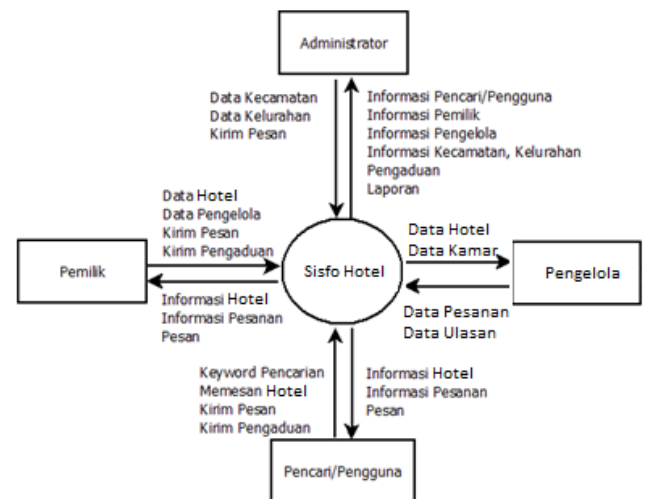 Administrator
Data Kecamatan
Data Kelurahan
Kirim Pesan
Informasi Pencari/Pengguna
Informasi Pemilik
Informasi Pengelola
Informasi Kecamatan, Kelurahan
Pengaduan
Laporan
Data Hotel
Data Pengelola
Kirim Pesan
Kirim Pengaduan
Pemilik
Informasi Hotel
Informasi Pesanan
Pesan
Sisfo Hotel
Data Hotel
Data Kamar
Pengelola
Data Pesanan
Data Ulasan
Keyword Pencarian
Memesan Hotel
Kirim Pesan
Kirim Pengaduan
Informasi Hotel
Informasi Pesanan
Pesan
Pencari/Pengguna